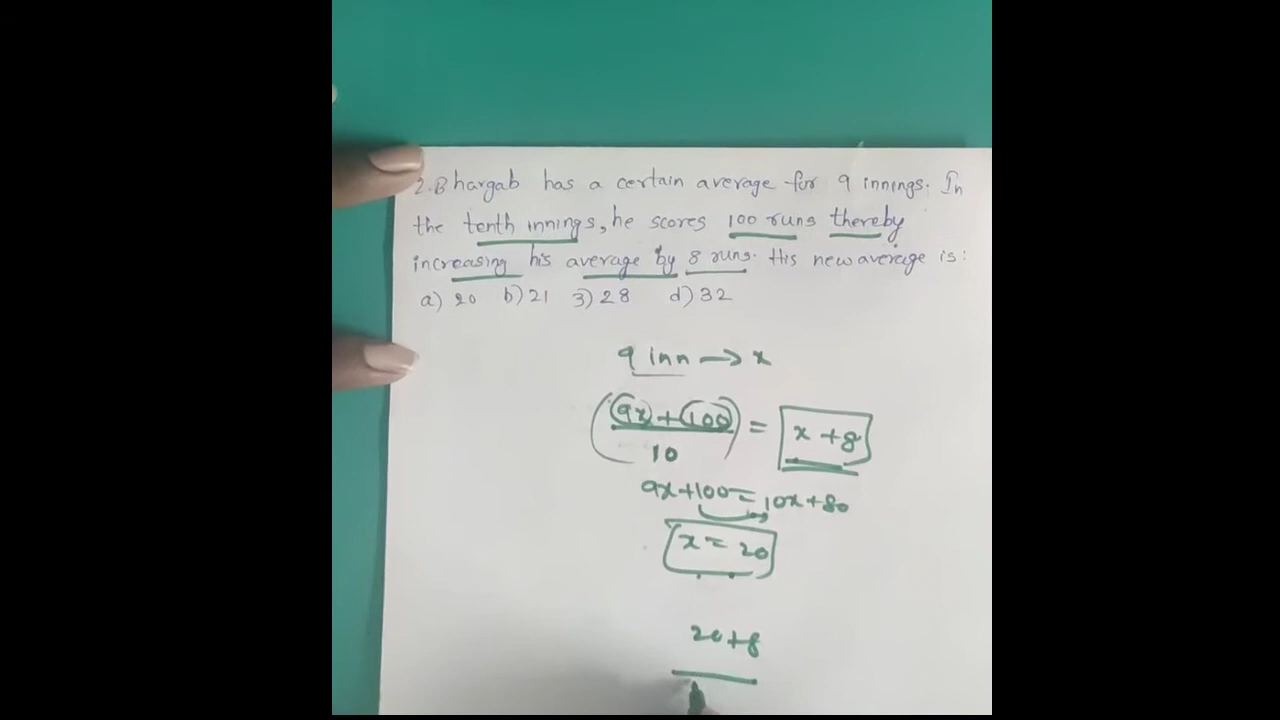 2. Bhargab has a certain average for 9 innings. In
the tenth innings, he scores 100 runs thereby
increasing his average by 8 runs. His new average is:
a) 20 b) 21 3) 28 d) 32
9 inn → x
(9x + 100) / 10 = x + 8
9x + 100 = 10x + 80
x = 20
20 + 8